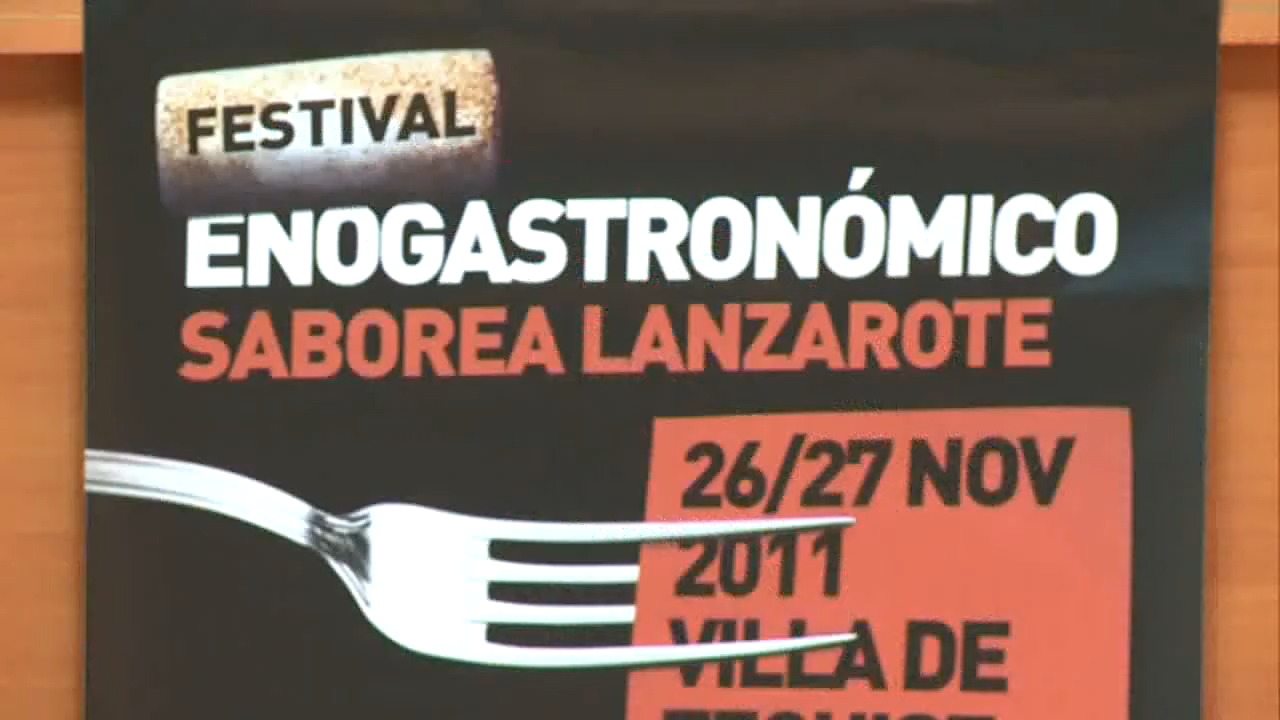 FESTIVAL
ENOGASTRONÓMICO
SABOREA LANZAROTE
26/27 NOV
2011
VILLA DE